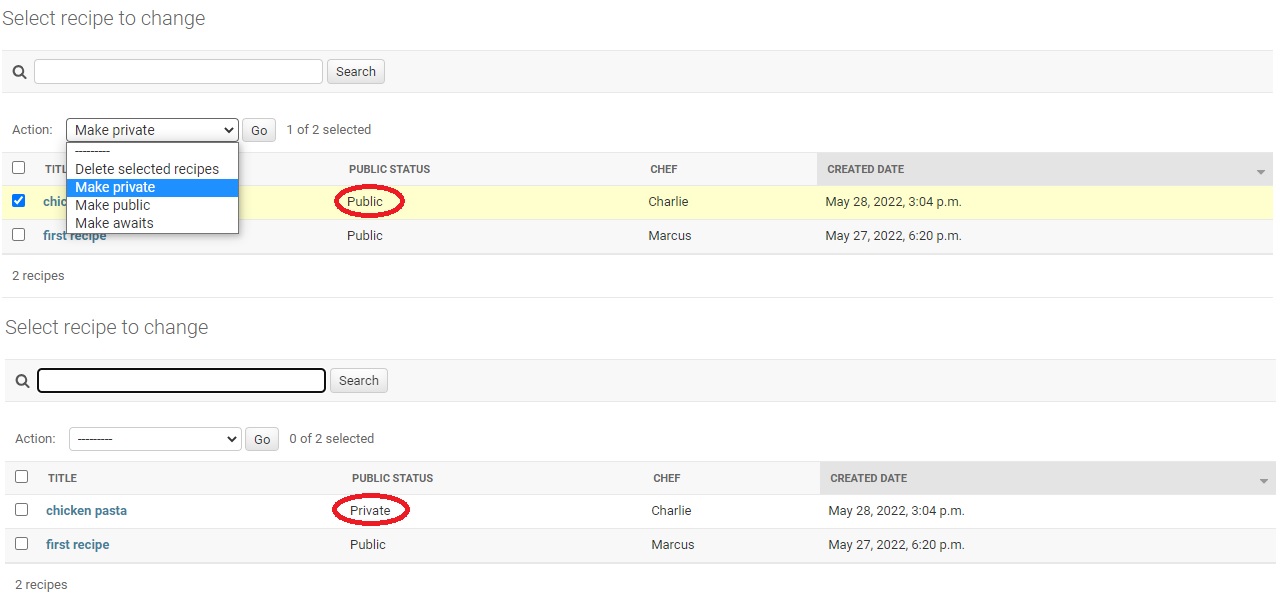 Select recipe to change
Search
Action: Make private Go 1 of 2 selected
---------
Delete selected recipes
Make private
Make public
Make awaits
TITL PUBLIC STATUS CHEF CREATED DATE
chic Public Charlie May 28, 2022, 3:04 p.m.
first recipe Public Marcus May 27, 2022, 6:20 p.m.
2 recipes
Select recipe to change
Search
Action: --------- Go 0 of 2 selected
TITLE PUBLIC STATUS CHEF CREATED DATE
chicken pasta Private Charlie May 28, 2022, 3:04 p.m.
first recipe Public Marcus May 27, 2022, 6:20 p.m.
2 recipes